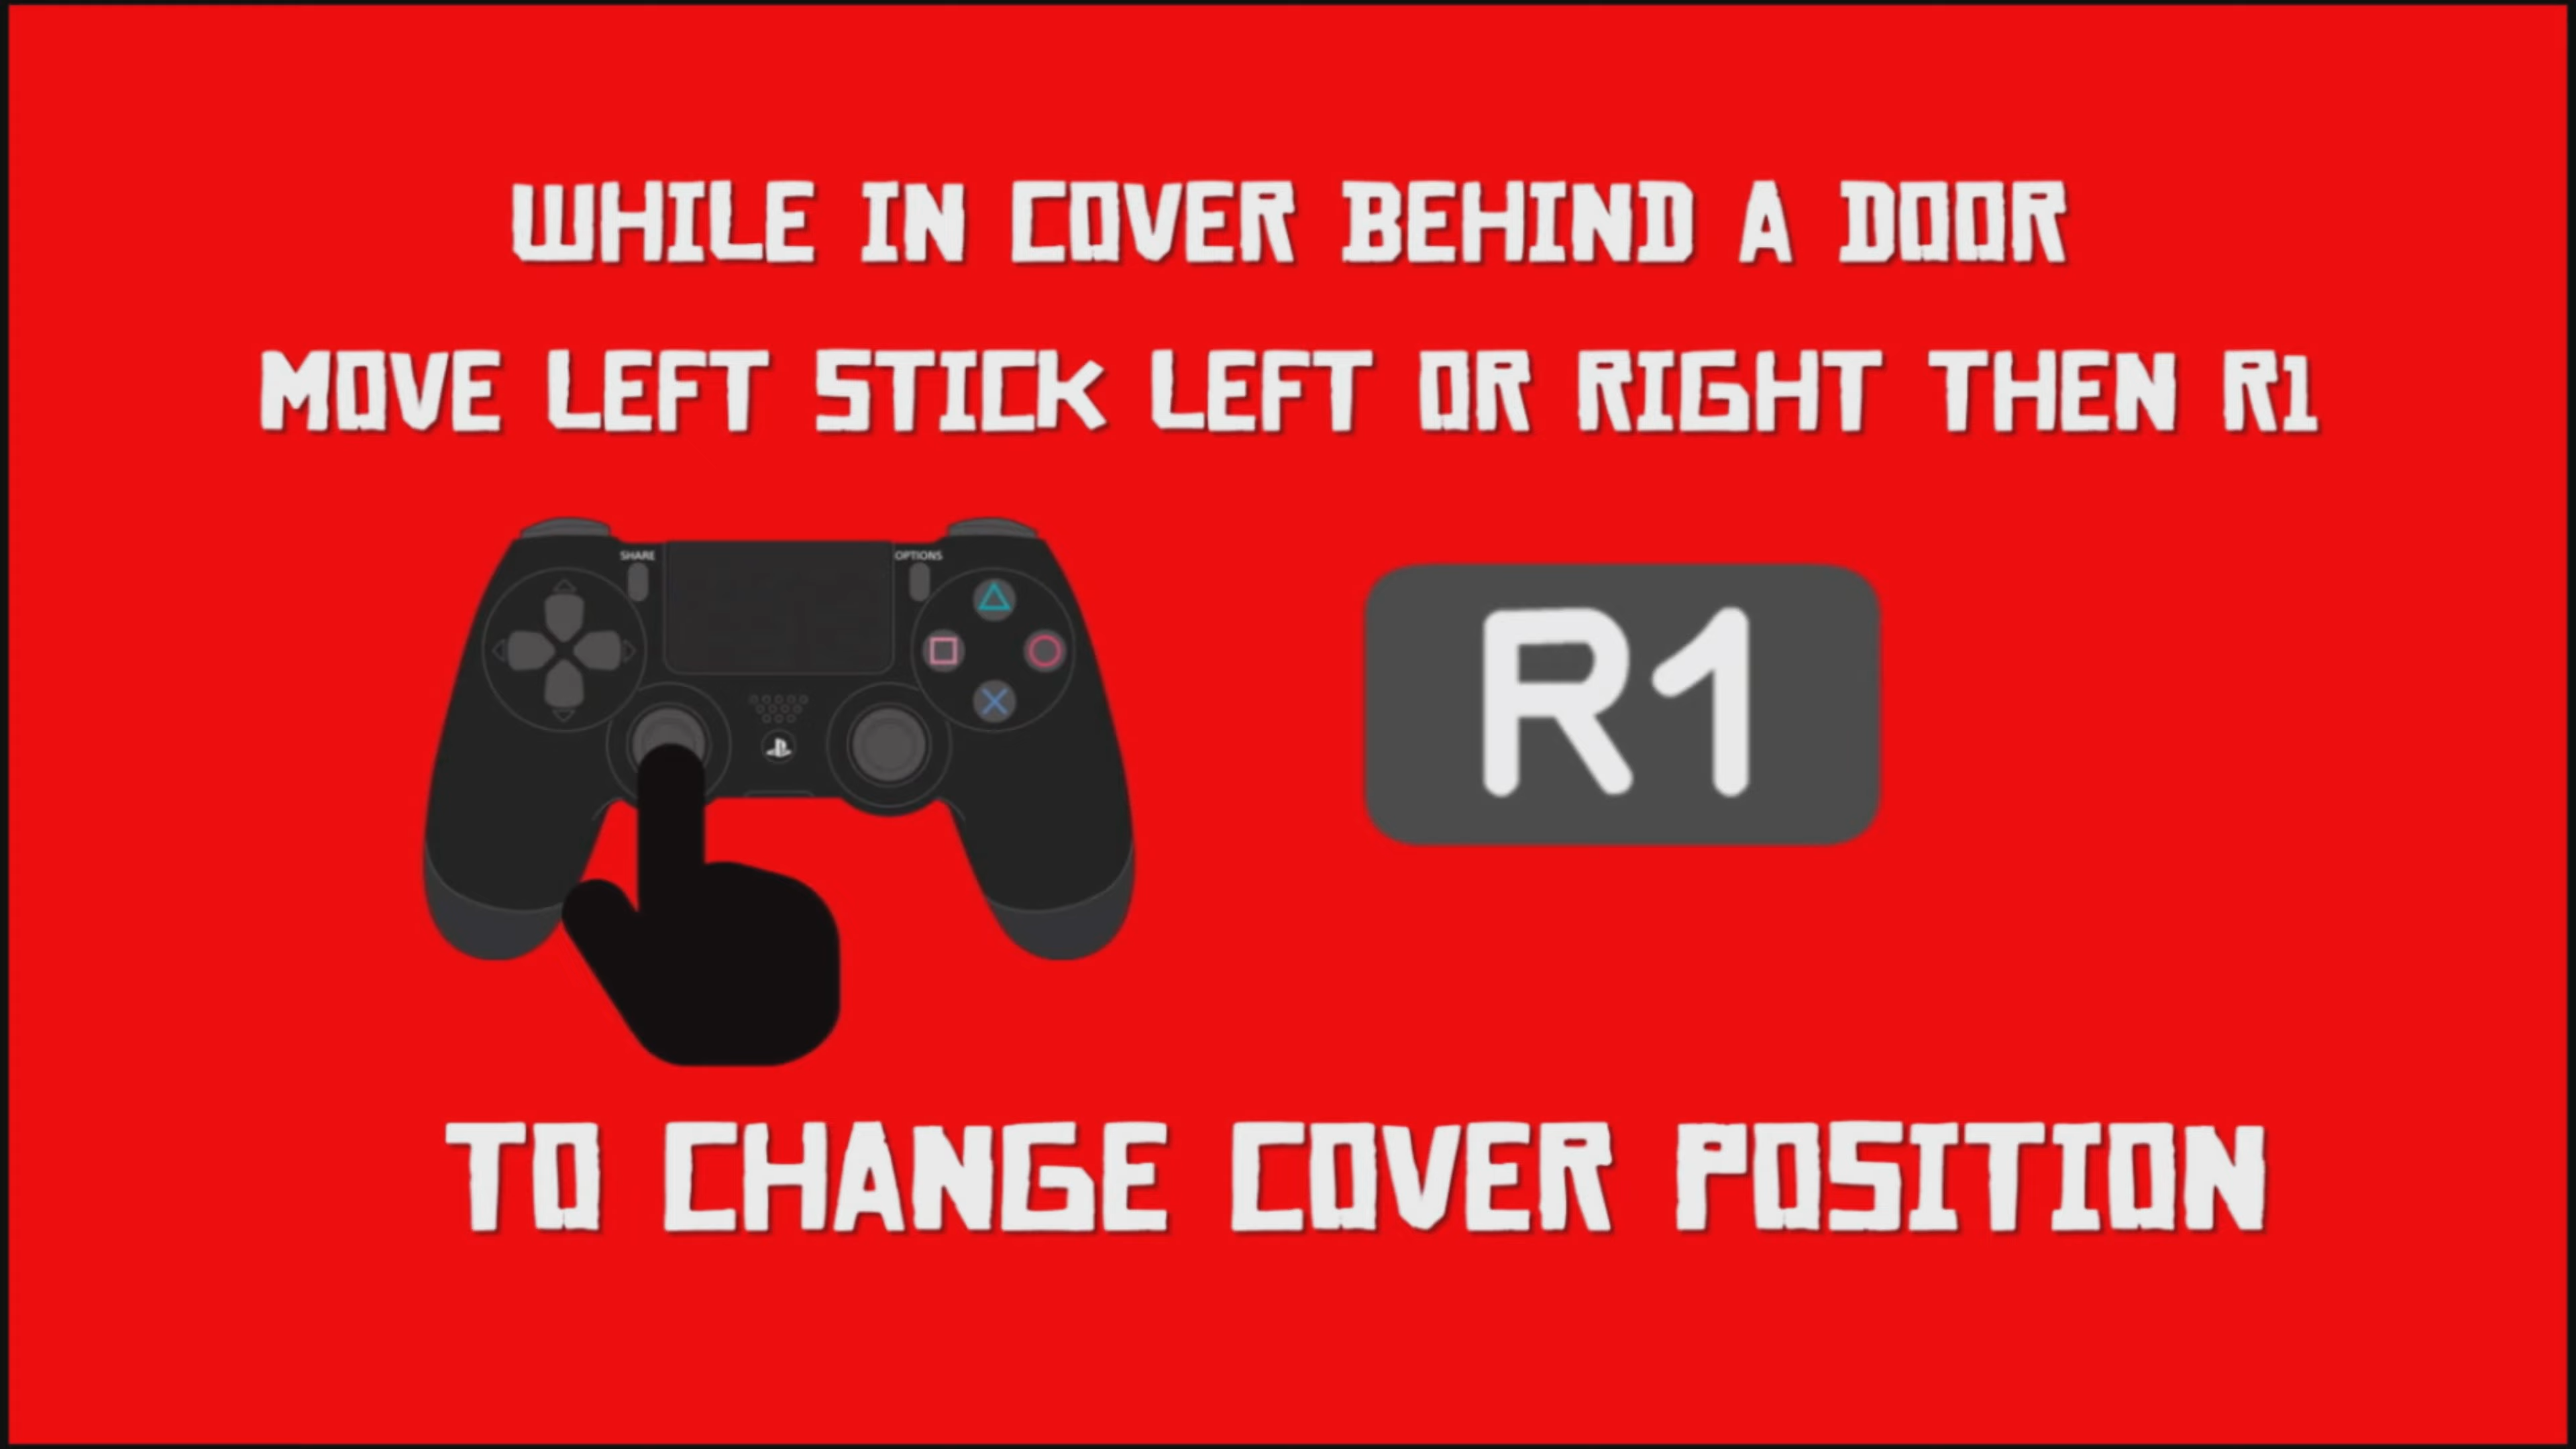 WHILE IN COVER BEHIND A DOOR
MOVE LEFT STICK LEFT OR RIGHT THEN R1
SHARE
OPTIONS
R1
TO CHANGE COVER POSITION